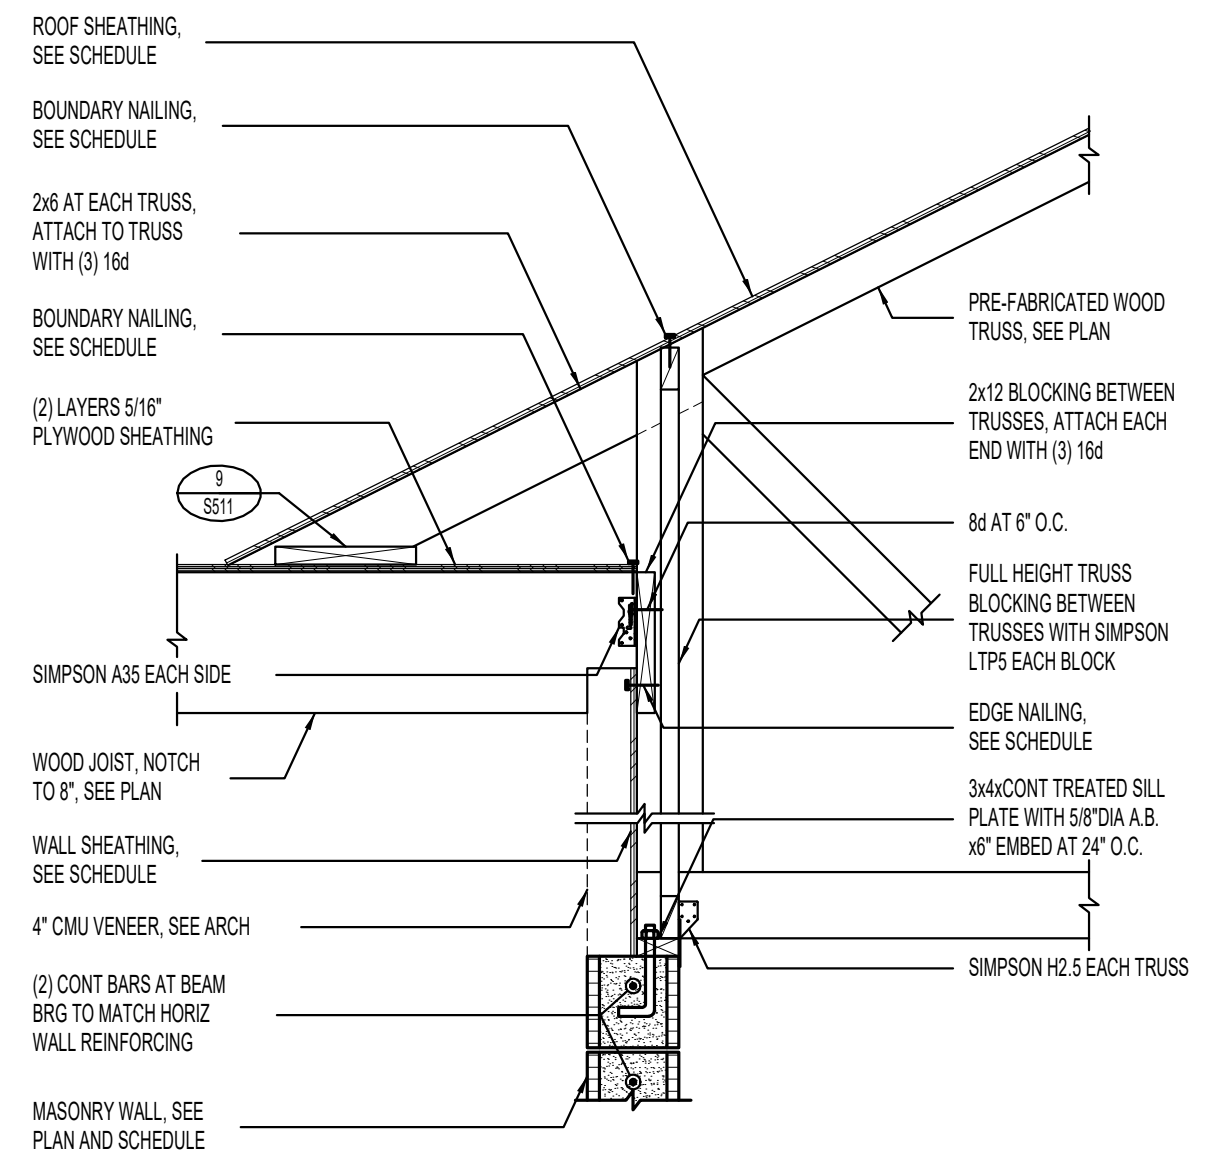 ROOF SHEATHING,
SEE SCHEDULE
BOUNDARY NAILING,
SEE SCHEDULE
2x6 AT EACH TRUSS,
ATTACH TO TRUSS
WITH (3) 16d
BOUNDARY NAILING,
SEE SCHEDULE
(2) LAYERS 5/16"
PLYWOOD SHEATHING
9
S511
SIMPSON A35 EACH SIDE
WOOD JOIST, NOTCH
TO 8", SEE PLAN
WALL SHEATHING,
SEE SCHEDULE
4" CMU VENEER, SEE ARCH
(2) CONT BARS AT BEAM
BRG TO MATCH HORIZ
WALL REINFORCING
MASONRY WALL, SEE
PLAN AND SCHEDULE
PRE-FABRICATED WOOD
TRUSS, SEE PLAN
2x12 BLOCKING BETWEEN
TRUSSES, ATTACH EACH
END WITH (3) 16d
8d AT 6" O.C.
FULL HEIGHT TRUSS
BLOCKING BETWEEN
TRUSSES WITH SIMPSON
LTP5 EACH BLOCK
EDGE NAILING,
SEE SCHEDULE
3x4xCONT TREATED SILL
PLATE WITH 5/8"DIA A.B.
x6" EMBED AT 24" O.C.
SIMPSON H2.5 EACH TRUSS